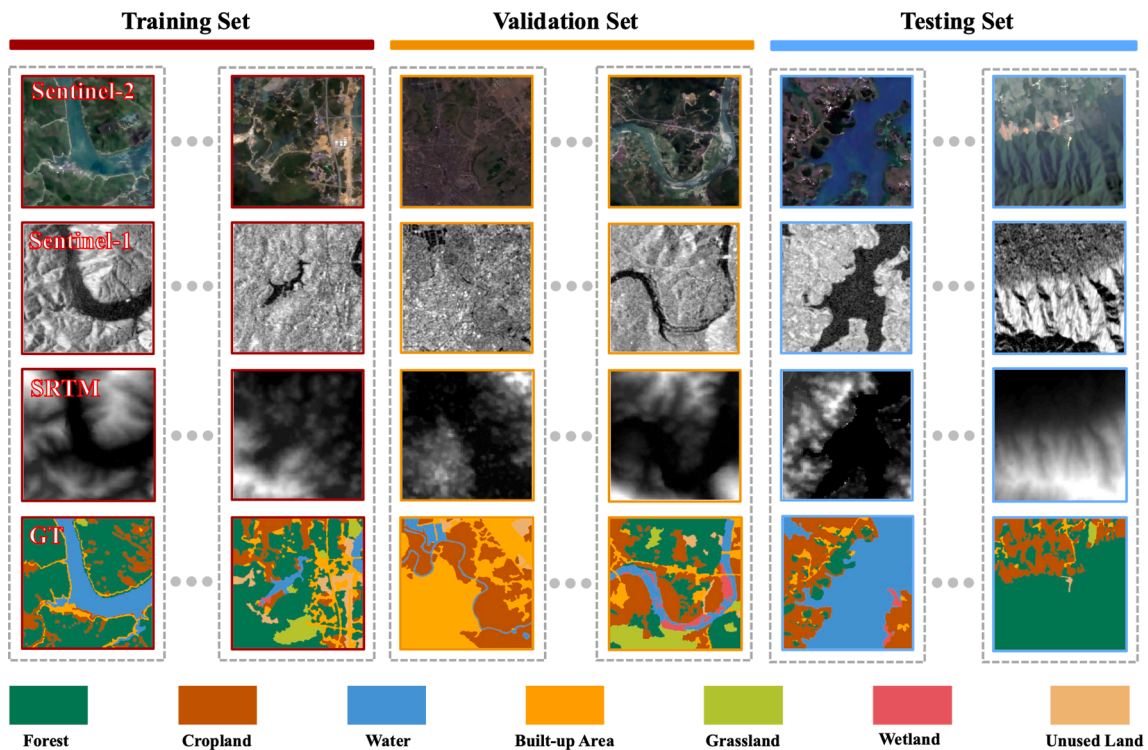 Training Set
Validation Set
Testing Set
Sentinel-2
Sentinel-1
SRTM
GT
Forest
Cropland
Water
Built-up Area
Grassland
Wetland
Unused Land